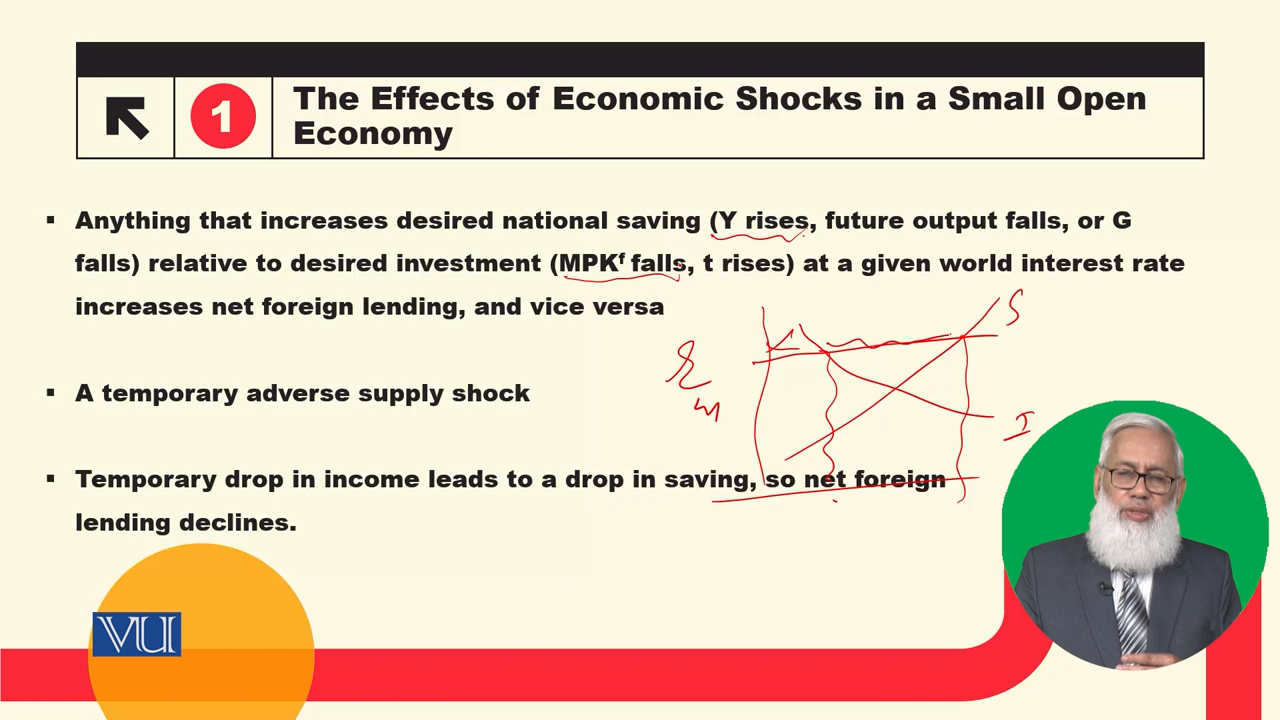 1
The Effects of Economic Shocks in a Small Open
Economy
▪ Anything that increases desired national saving (Y rises, future output falls, or G
falls) relative to desired investment (MPKᶠ falls, t rises) at a given world interest rate
increases net foreign lending, and vice versa
S
I
▪ A temporary adverse supply shock
▪ Temporary drop in income leads to a drop in saving, so net foreign
lending declines.
VU